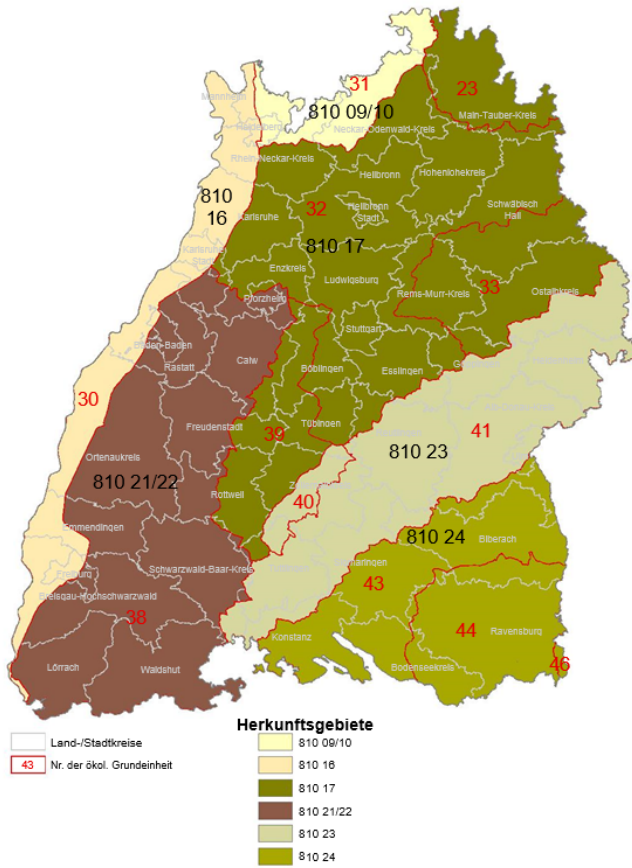 31
23
810 09/10
Main-Tauber-Kreis
Mannheim
Heidelberg
Neckar-Odenwald-Kreis
Rhein-Neckar-Kreis
Heilbronn
Hohenlohekreis
810
16
Karlsruhe
32
Heilbronn
Stadt
Schwäbisch
Hall
Karlsruhe
Stadt
810 17
Enzkreis
Ludwigsburg
33
Rems-Murr-Kreis
Ostalbkreis
Pforzheim
Stuttgart
Baden-Baden
Rastatt
Calw
Böblingen
Esslingen
30
Freudenstadt
39
Tübingen
41
Ortenaukreis
810 21/22
810 23
Rottweil
40
Emmendingen
810 24
Biberach
Schwarzwald-Baar-Kreis
Freiburg
Breisgau-Hochschwarzwald
43
38
Konstanz
44
Ravensburg
Lörrach
Waldshut
Bodenseekreis
46
Herkunftsgebiete
Land-/Stadtkreise
43 Nr. der ökol. Grundeinheit
810 09/10
810 16
810 17
810 21/22
810 23
810 24